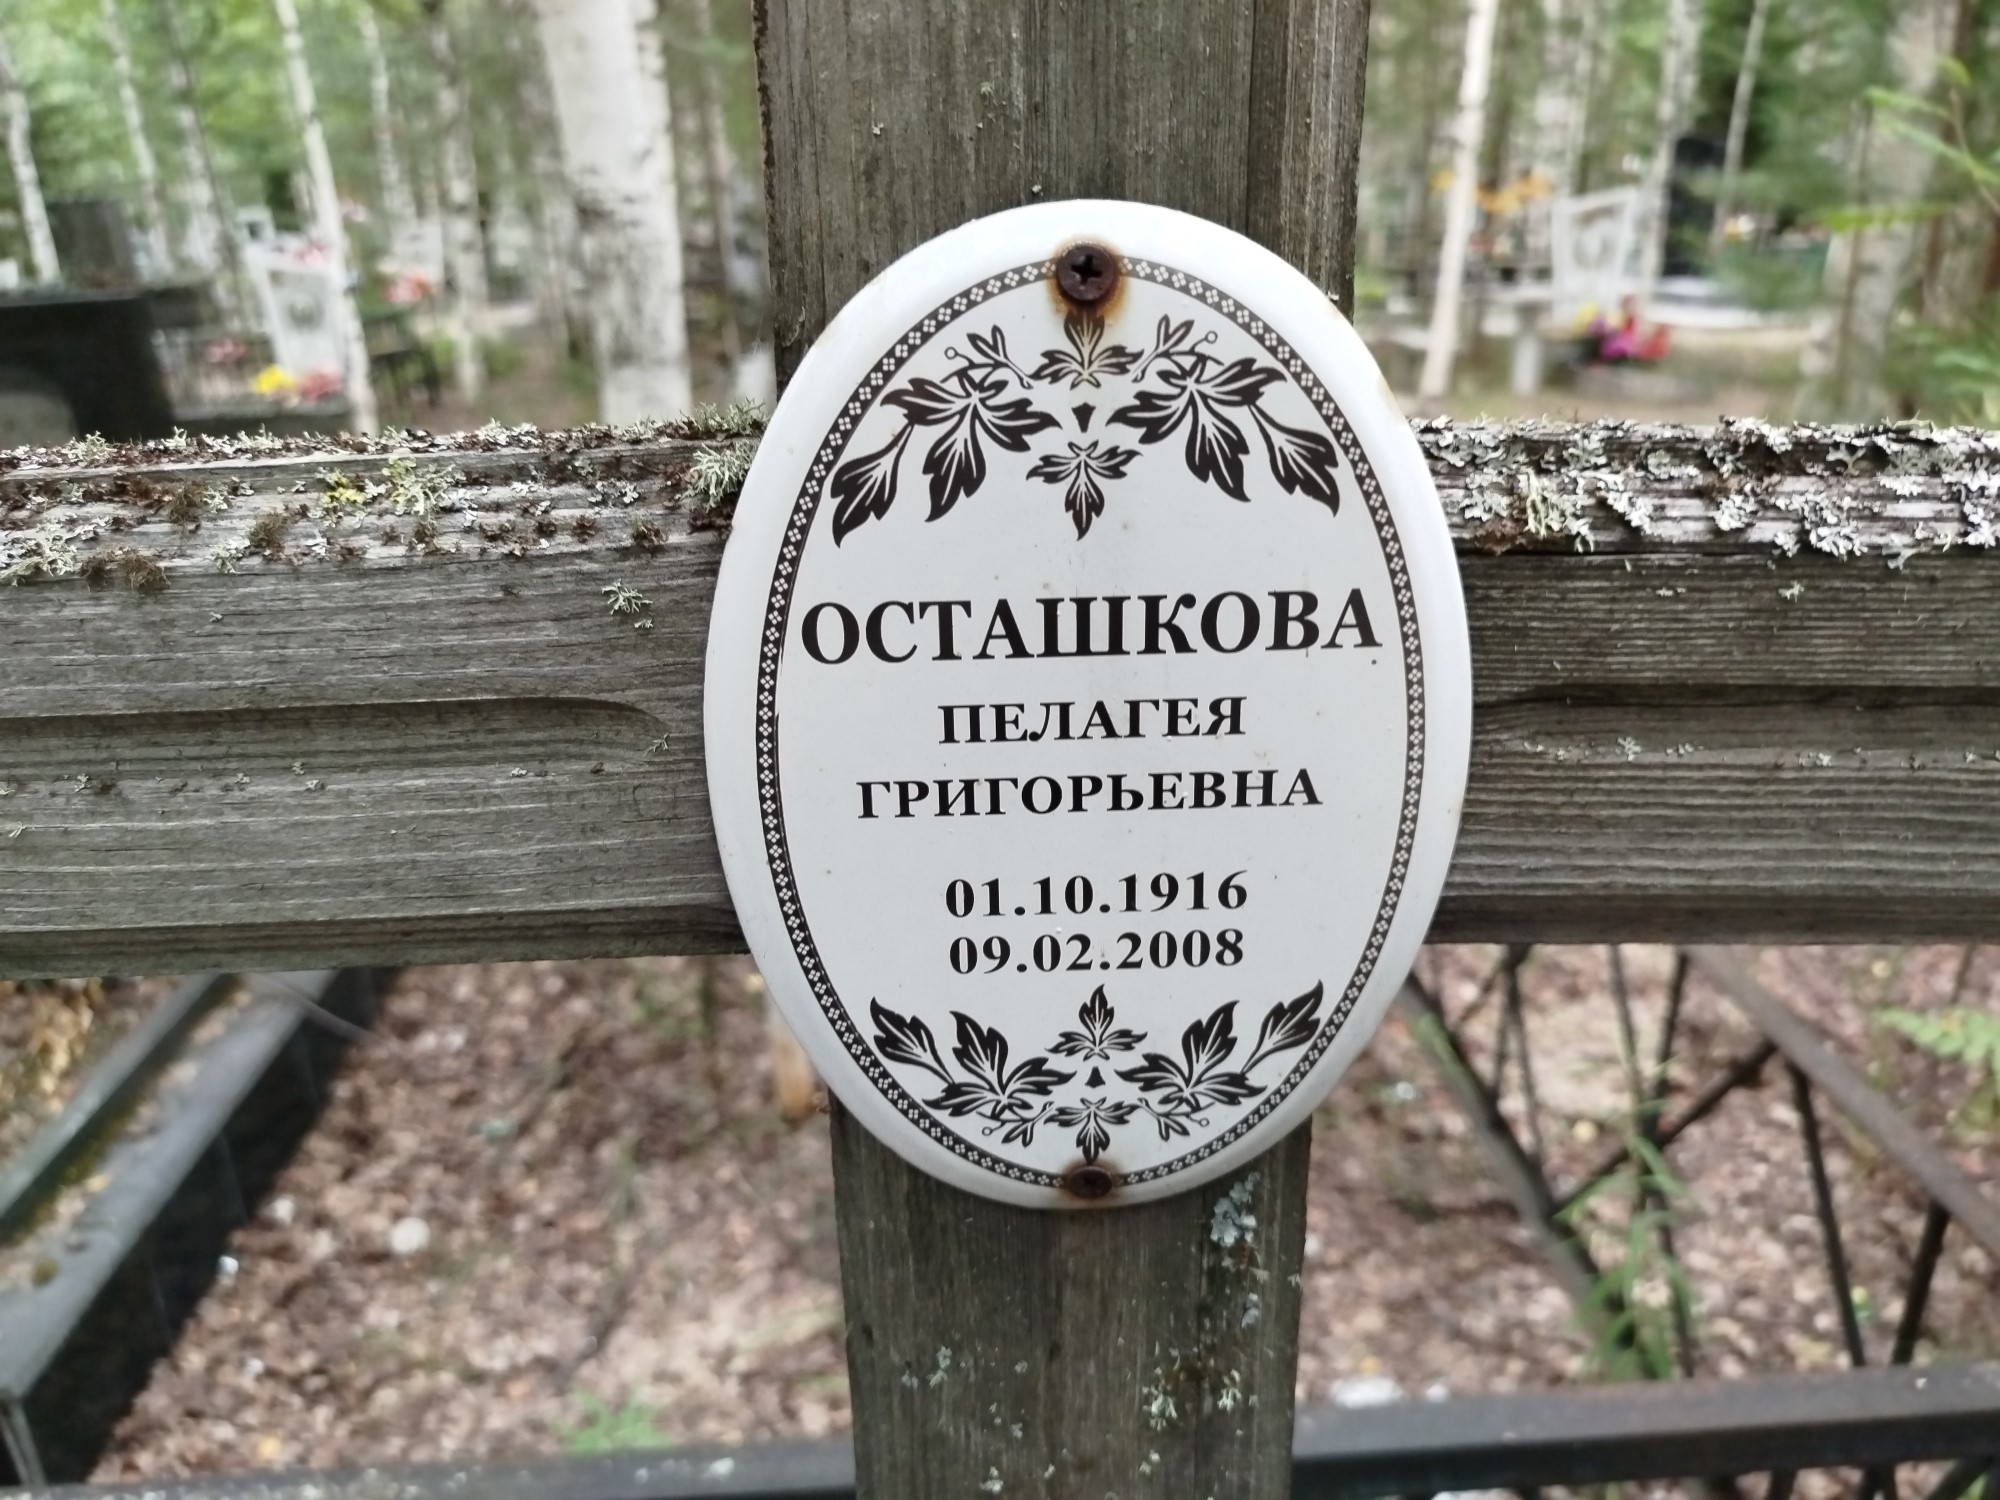 ОСТАШКОВА
ПЕЛАГЕЯ
ГРИГОРЬЕВНА
01.10.1916
09.02.2008